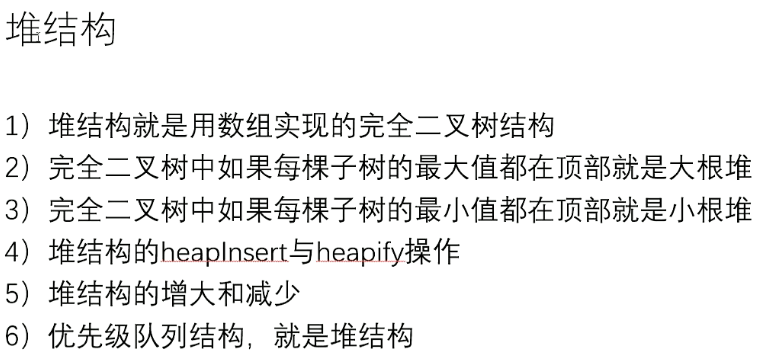 堆结构
1）堆结构就是用数组实现的完全二叉树结构
2）完全二叉树中如果每棵子树的最大值都在顶部就是大根堆
3）完全二叉树中如果每棵子树的最小值都在顶部就是小根堆
4）堆结构的heapInsert与heapify操作
5）堆结构的增大和减少
6）优先级队列结构，就是堆结构